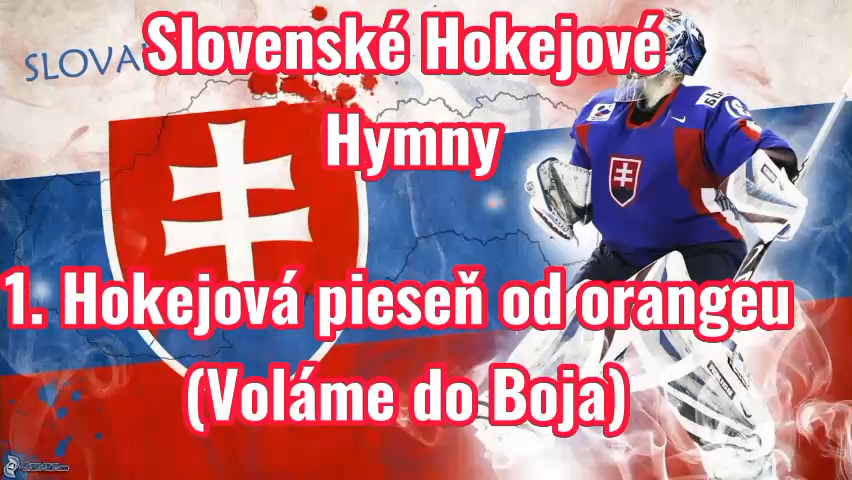 Slovenské Hokejové
SLOVA
Hymny
1. Hokejová pieseň od orangeu
(Voláme do Boja)